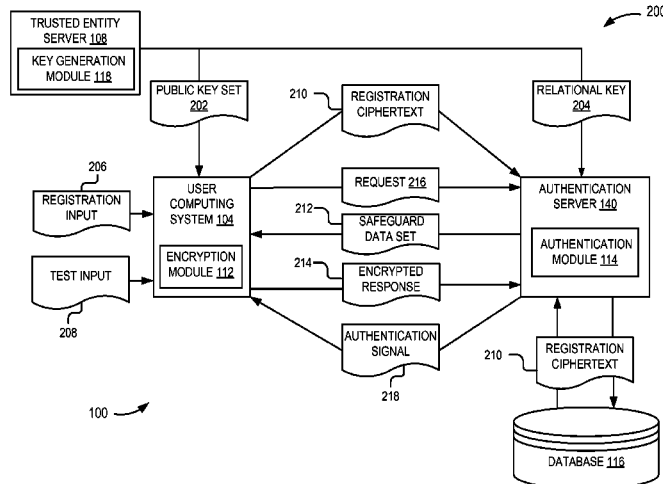 200
TRUSTED ENTITY
SERVER 108
KEY GENERATION
MODULE 118
PUBLIC KEY SET
202
210
REGISTRATION
CIPHERTEXT
RELATIONAL KEY
204
206
REGISTRATION
INPUT
USER
COMPUTING
SYSTEM 104
ENCRYPTION
MODULE 112
REQUEST 216
212
SAFEGUARD
DATA SET
214
ENCRYPTED
RESPONSE
AUTHENTICATION
SERVER 140
AUTHENTICATION
MODULE 114
TEST INPUT
208
AUTHENTICATION
SIGNAL
218
210
REGISTRATION
CIPHERTEXT
100
DATABASE 116